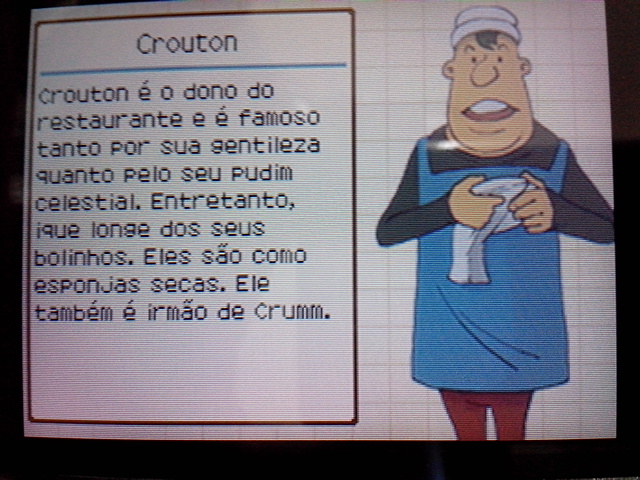 Crouton
Crouton é o dono do
restaurante e é famoso
tanto por sua gentileza
quanto pelo seu pudim
celestial. Entretanto,
ique longe dos seus
bolinhos. Eles são como
esponjas secas. Ele
também é irmão de Crumm.